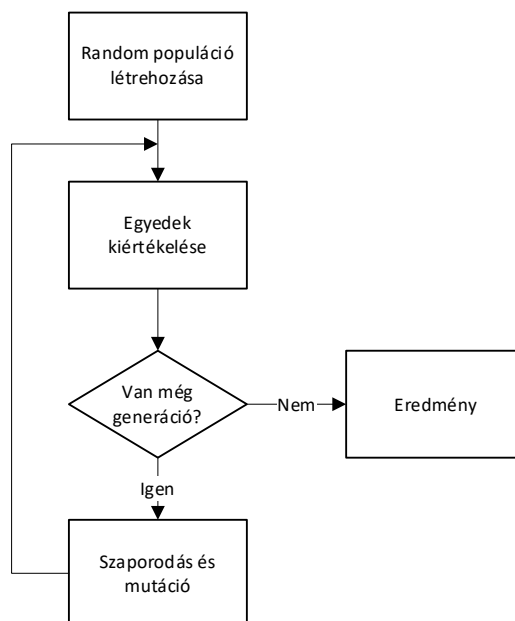 Random populáció
létrehozása
Egyedek
kiértékelése
Van még
generáció?
Nem
Eredmény
Igen
Szaporodás és
mutáció